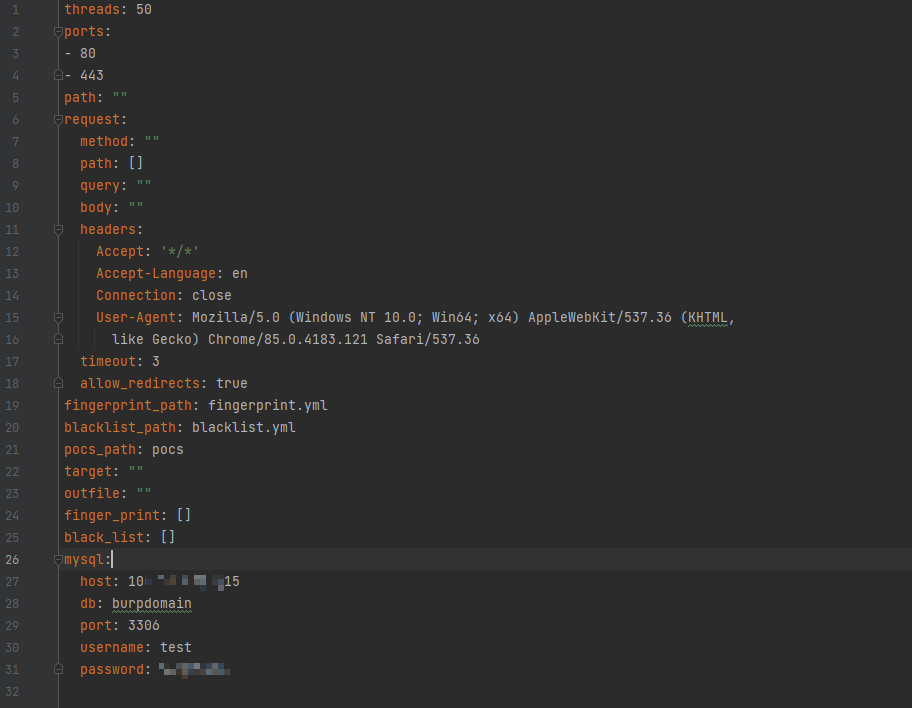 1 threads: 50
2 ports:
3 - 80
4 - 443
5 path: ""
6 request:
7   method: ""
8   path: []
9   query: ""
10   body: ""
11   headers:
12     Accept: '*/*'
13     Accept-Language: en
14     Connection: close
15     User-Agent: Mozilla/5.0 (Windows NT 10.0; Win64; x64) AppleWebKit/537.36 (KHTML,
16       like Gecko) Chrome/85.0.4183.121 Safari/537.36
17   timeout: 3
18   allow_redirects: true
19 fingerprint_path: fingerprint.yml
20 blacklist_path: blacklist.yml
21 pocs_path: pocs
22 target: ""
23 outfile: ""
24 finger_print: []
25 black_list: []
26 mysql:
27   host: 10 15
28   db: burpdomain
29   port: 3306
30   username: test
31   password:
32